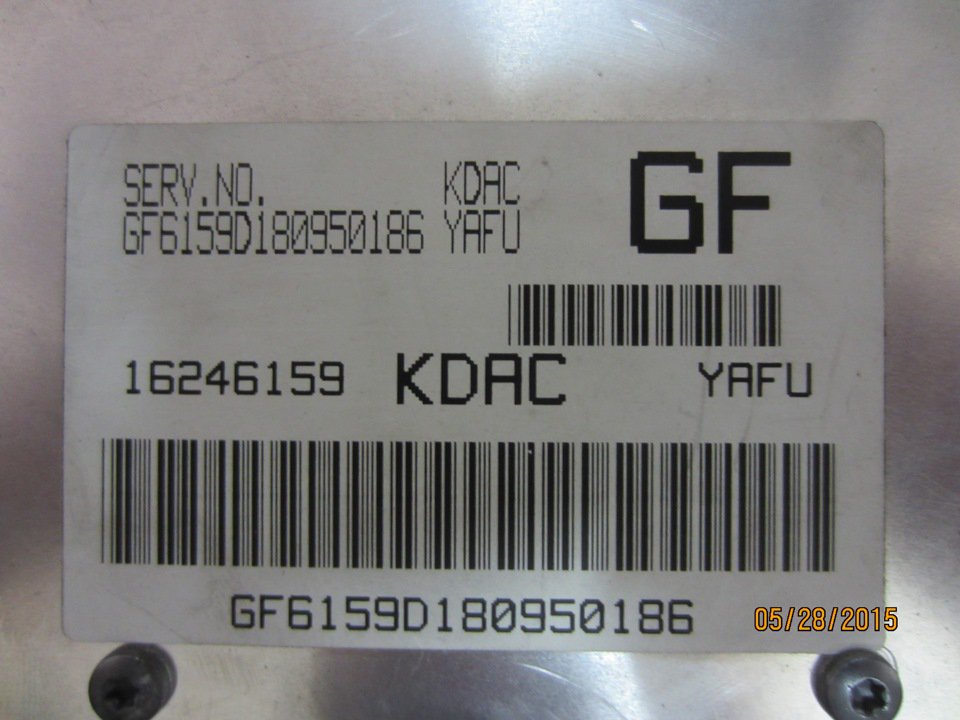 SERV.NO. KDAC GF
GF6159D180950186 YAFU
16246159 KDAC YAFU
GF6159D180950186
05/28/2015